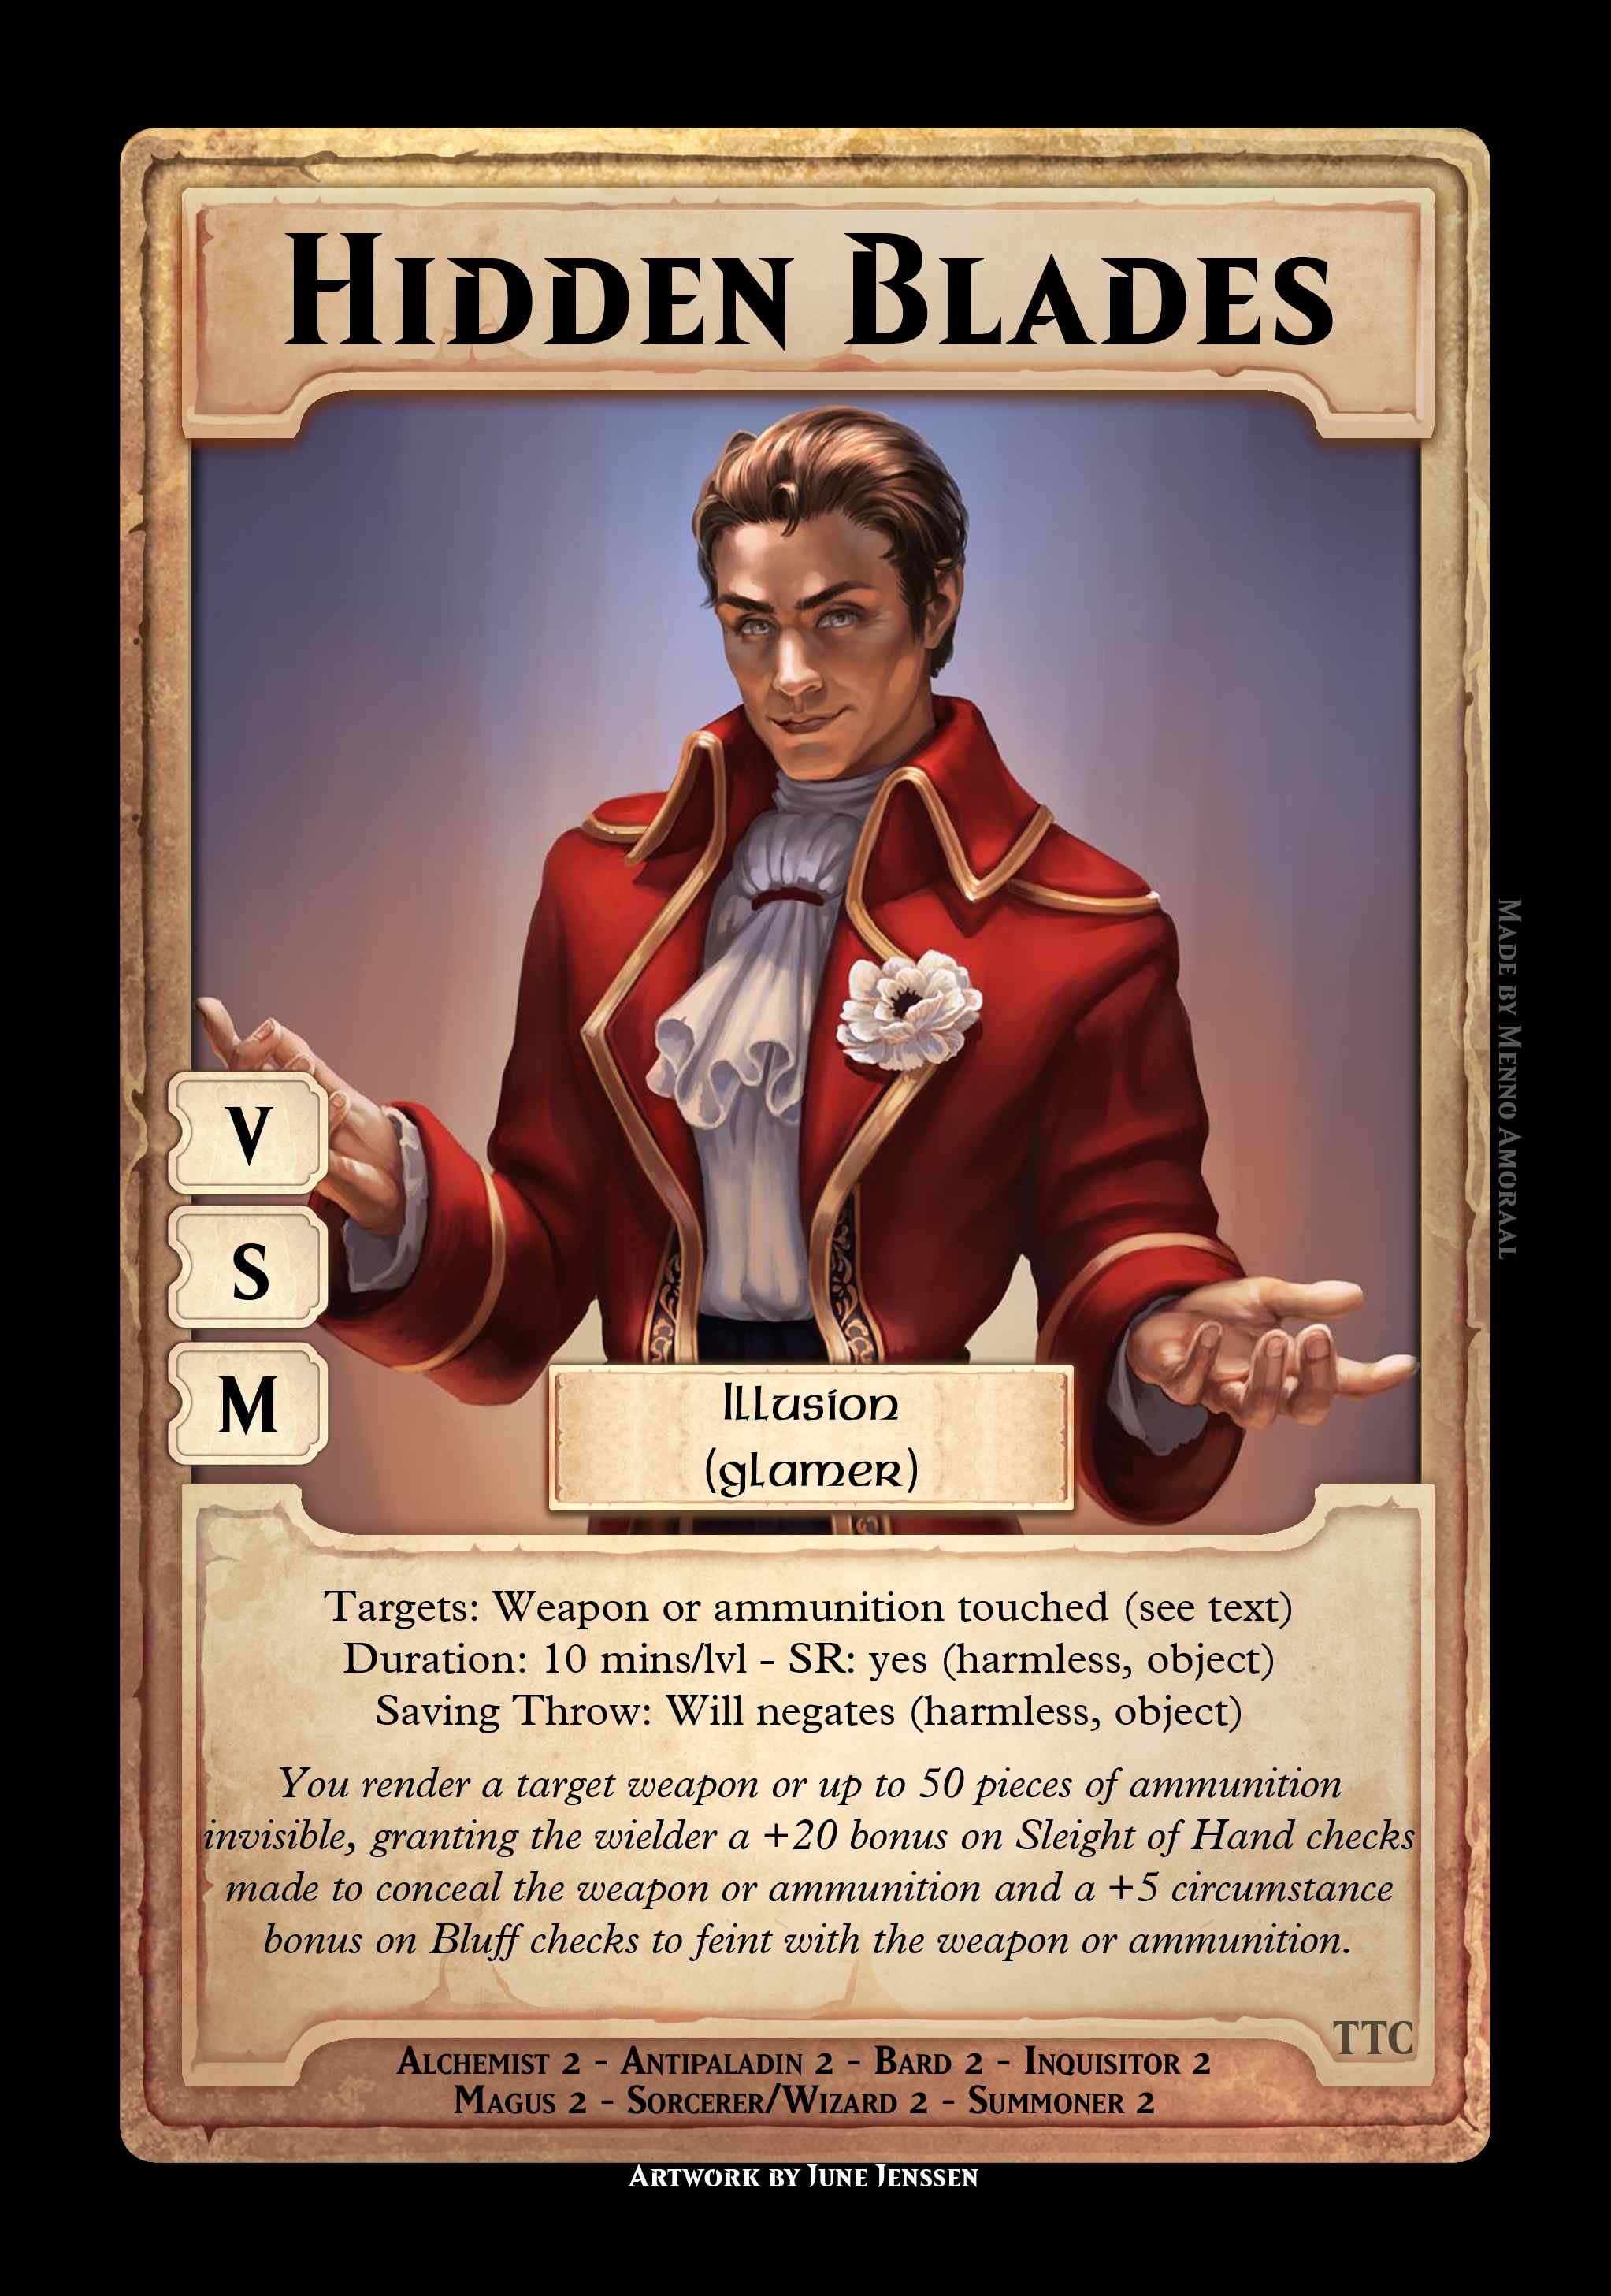 Hidden Blades
V
S
M
Illusion
(glamer)
Targets: Weapon or ammunition touched (see text)
Duration: 10 mins/lvl - SR: yes (harmless, object)
Saving Throw: Will negates (harmless, object)
You render a target weapon or up to 50 pieces of ammunition
invisible, granting the wielder a +20 bonus on Sleight of Hand checks
made to conceal the weapon or ammunition and a +5 circumstance
bonus on Bluff checks to feint with the weapon or ammunition.
TTC
Alchemist 2 - Antipaladin 2 - Bard 2 - Inquisitor 2
Magus 2 - Sorcerer/Wizard 2 - Summoner 2
Artwork by June Jenssen
Made by Menno Amoraal